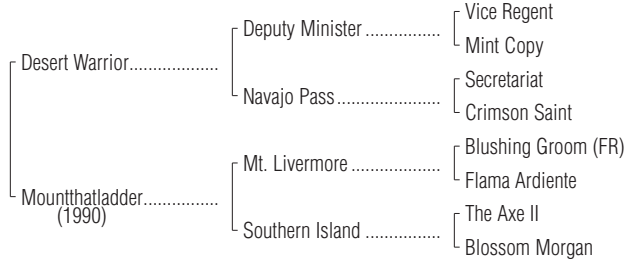 Vice Regent
Deputy Minister ..................
Mint Copy
Desert Warrior.....................
Secretariat
Navajo Pass.........................
Crimson Saint
Blushing Groom (FR)
Mt. Livermore .....................
Flama Ardiente
Mountthatladder..................
(1990)
The Axe II
Southern Island ..................
Blossom Morgan